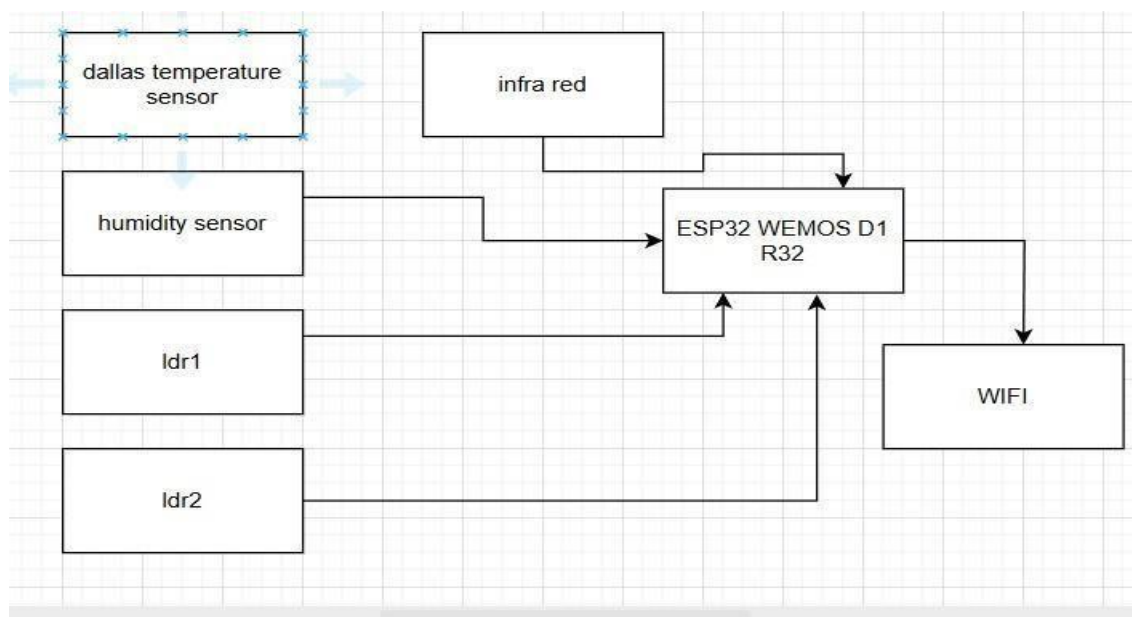 dallas temperature
sensor
infra red
humidity sensor
ESP32 WEMOS D1
R32
ldr1
WIFI
ldr2